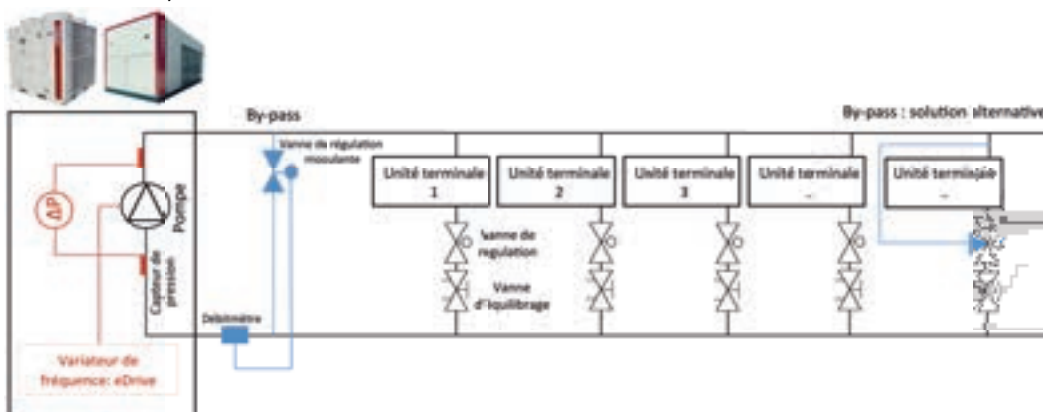 By-pass
By-pass : solution alternative
Vanne de régulation
modulante
Unité terminale
1
Unité terminale
2
Unité terminale
3
Unité terminale
...
Unité terminale
...
ΔP
Pompe
Capteur de
pression
Vanne de
régulation
Vanne
d'équilibrage
Débitmètre
Variateur de
fréquence: eDrive